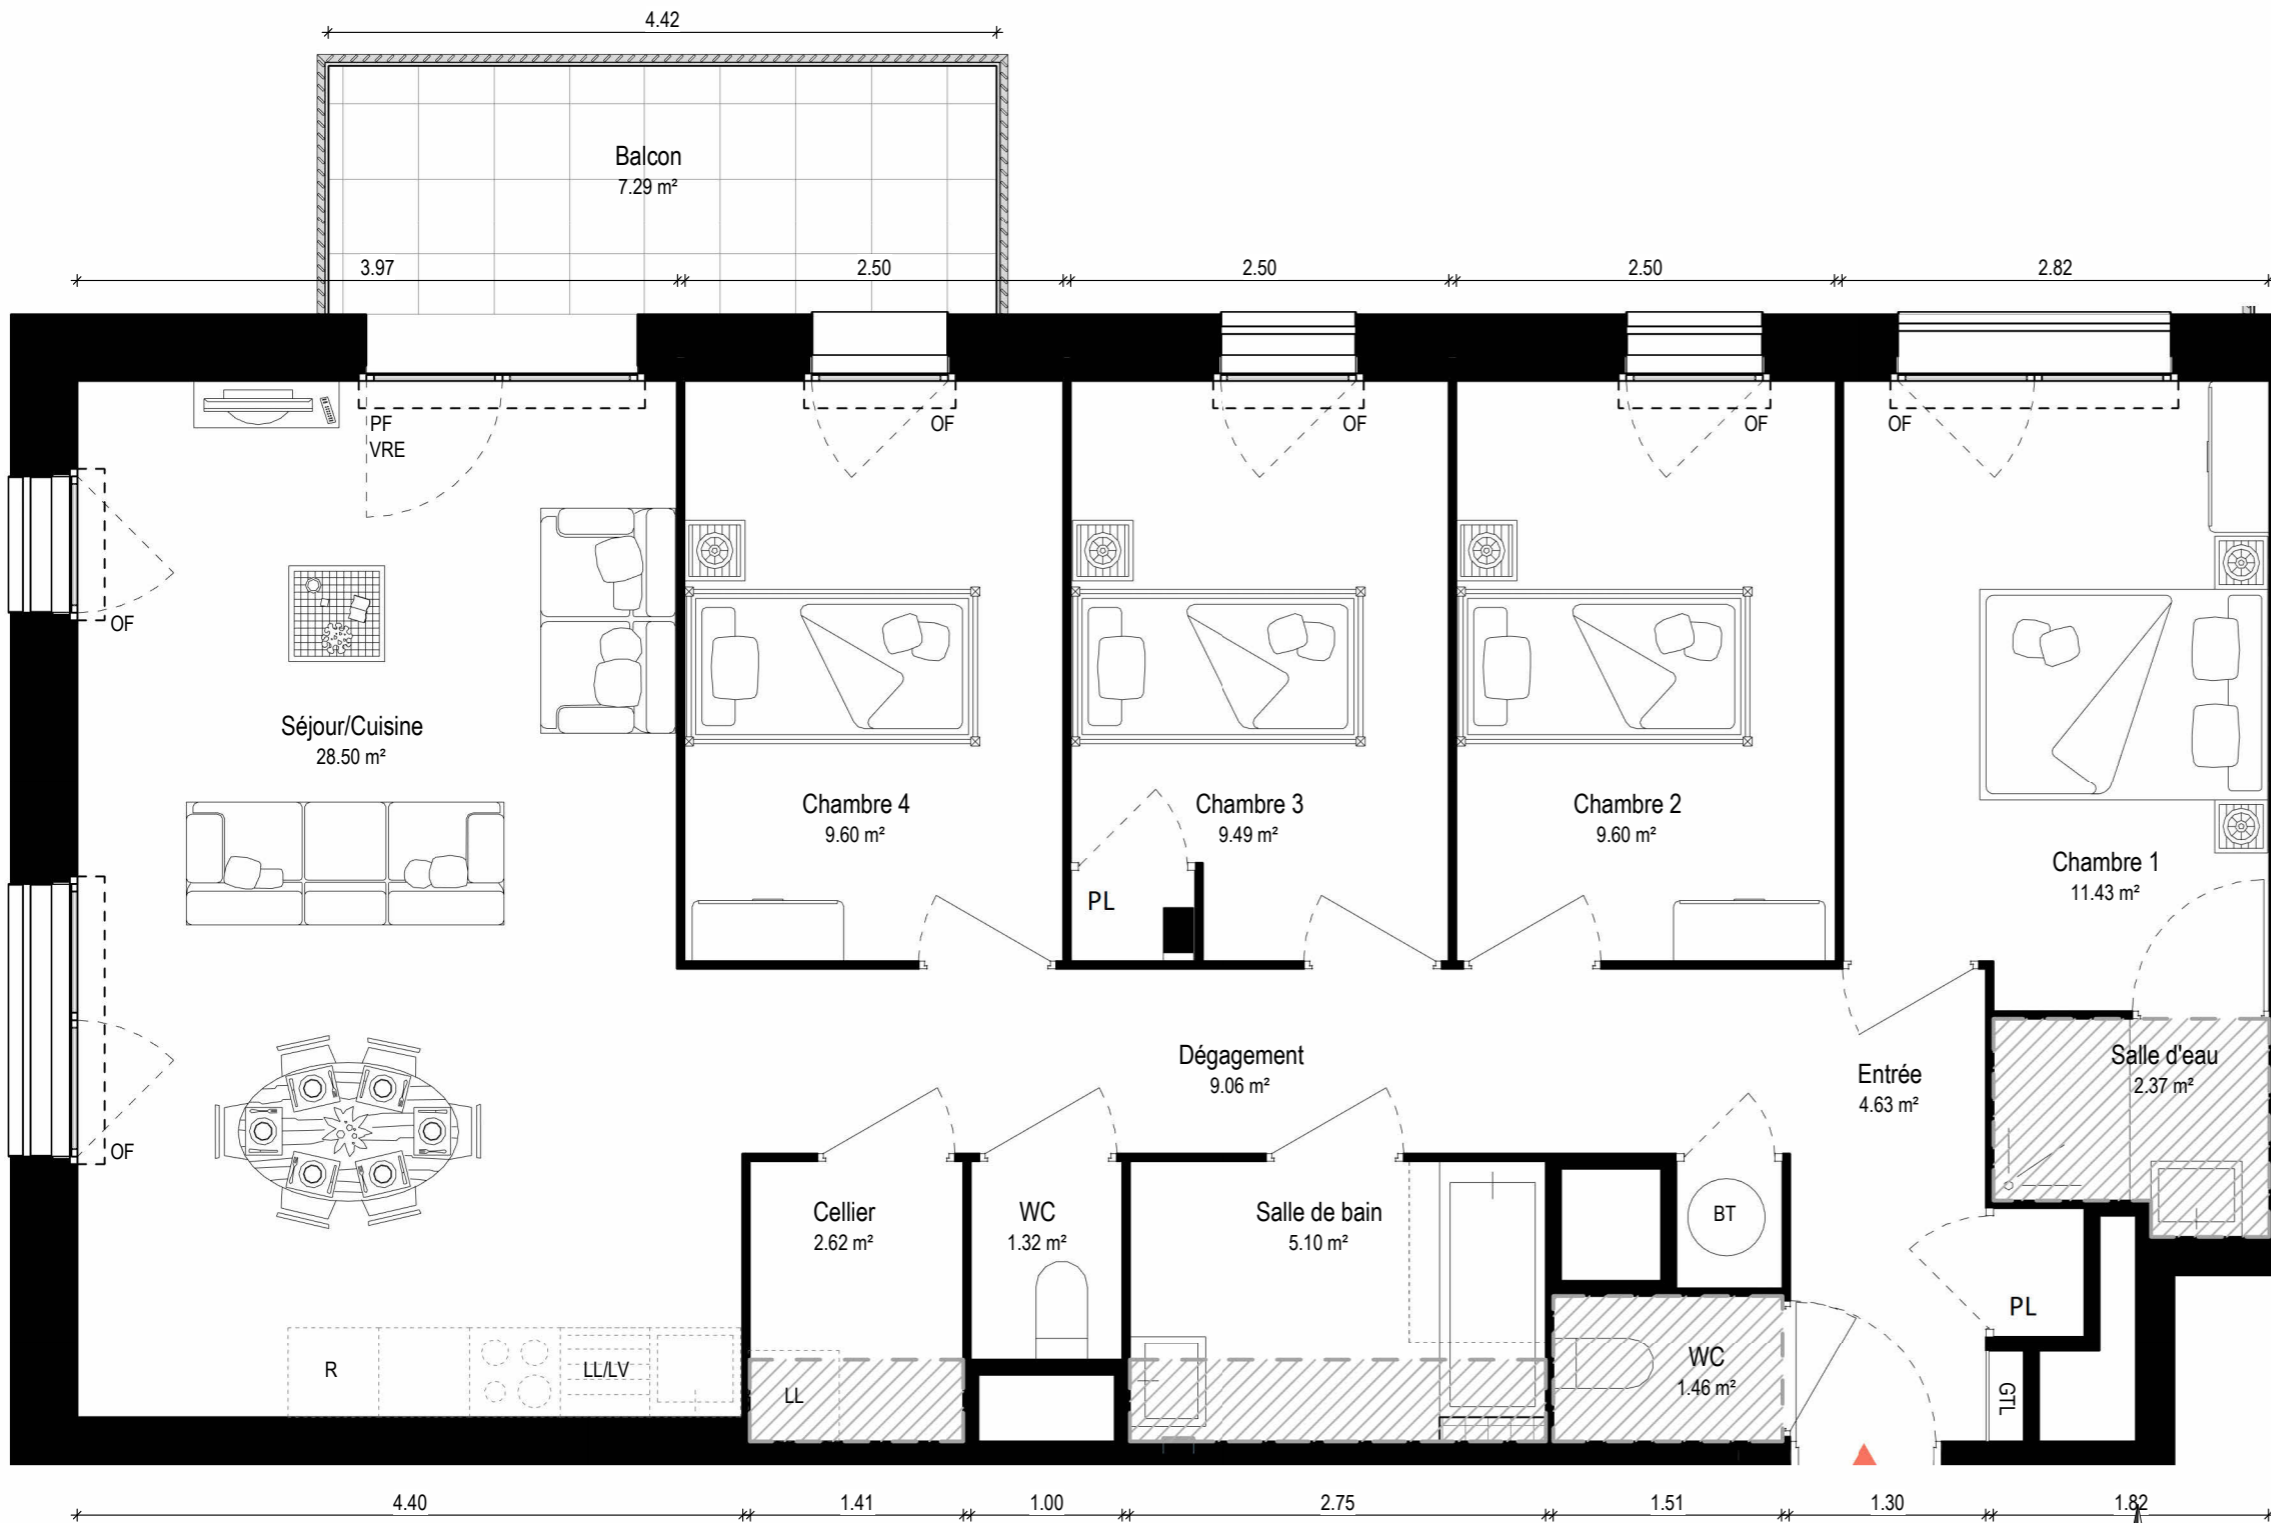 4.42
Balcon
7.29 m²
3.97
2.50
2.50
2.50
2.82
PF
VRE
OF
OF
OF
OF
OF
Séjour/Cuisine
28.50 m²
Chambre 4
9.60 m²
Chambre 3
9.49 m²
Chambre 2
9.60 m²
Chambre 1
11.43 m²
PL
Dégagement
9.06 m²
Entrée
4.63 m²
Salle d'eau
2.37 m²
OF
Cellier
2.62 m²
WC
1.32 m²
Salle de bain
5.10 m²
BT
PL
R
LL/LV
LL
WC
1.46 m²
GTL
4.40
1.41
1.00
2.75
1.51
1.30
1.82